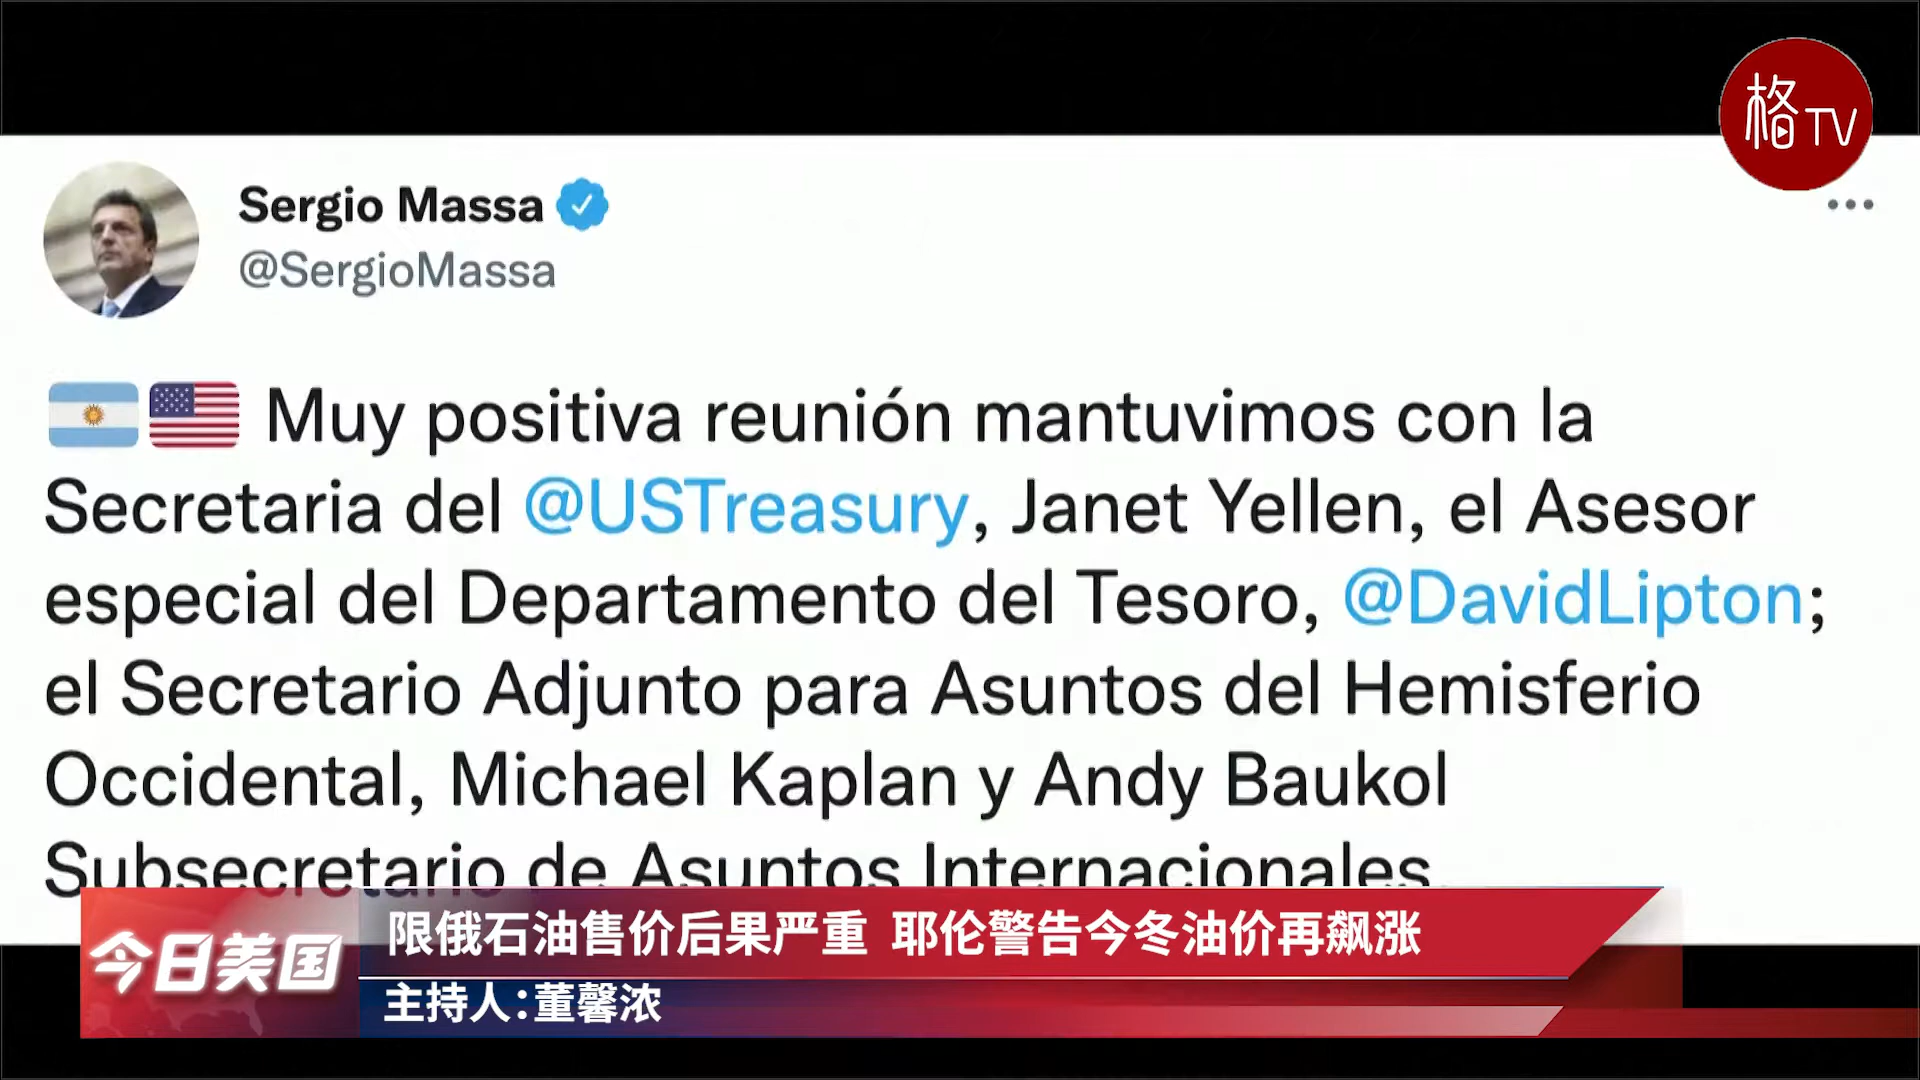 格TV
Sergio Massa
@SergioMassa
Muy positiva reunión mantuvimos con la
Secretaria del @USTreasury, Janet Yellen, el Asesor
especial del Departamento del Tesoro, @DavidLipton;
el Secretario Adjunto para Asuntos del Hemisferio
Occidental, Michael Kaplan y Andy Baukol
Subsecretario de Asuntos Internacionales.
今日美国
限俄石油售价后果严重 耶伦警告今冬油价再飙涨
主持人:董馨浓